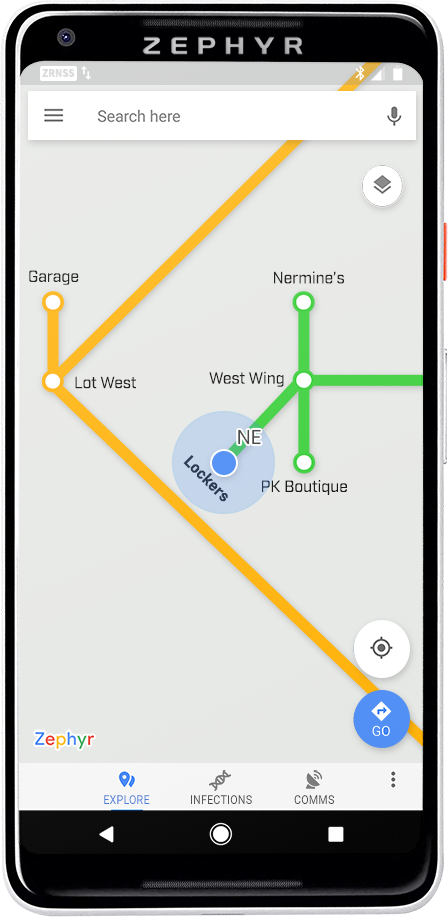 ZEPHYR
ZRNSS
Search here
Garage
Nermine's
Lot West
West Wing
NE
Lockers
PK Boutique
GO
Zephyr
EXPLORE
INFECTIONS
COMMS